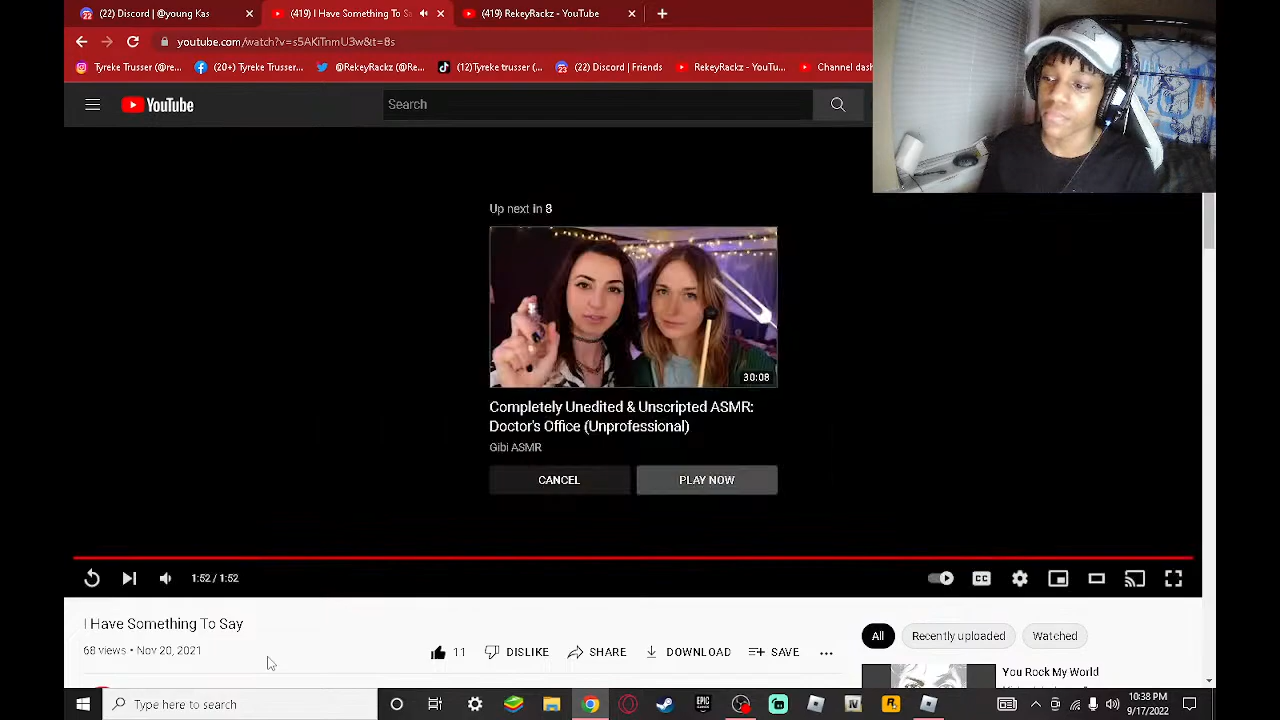 (22) Discord | @young Kas
(419) I Have Something To Sa
(419) RekeyRackz - YouTube
youtube.com/watch?v=s5AKiTnmU3w&t=8s
Tyreke Trusser (@re...
(20+) Tyreke Trusser...
@RekeyRackz (@Re...
(12)Tyreke trusser (...
(22) Discord | Friends
RekeyRackz - YouTu...
Channel dash
YouTube
Search
Up next in 8
30:08
Completely Unedited & Unscripted ASMR:
Doctor's Office (Unprofessional)
Gibi ASMR
CANCEL
PLAY NOW
1:52 / 1:52
CC
I Have Something To Say
68 views • Nov 20, 2021
11
DISLIKE
SHARE
DOWNLOAD
SAVE
All
Recently uploaded
Watched
You Rock My World
Type here to search
10:38 PM
9/17/2022